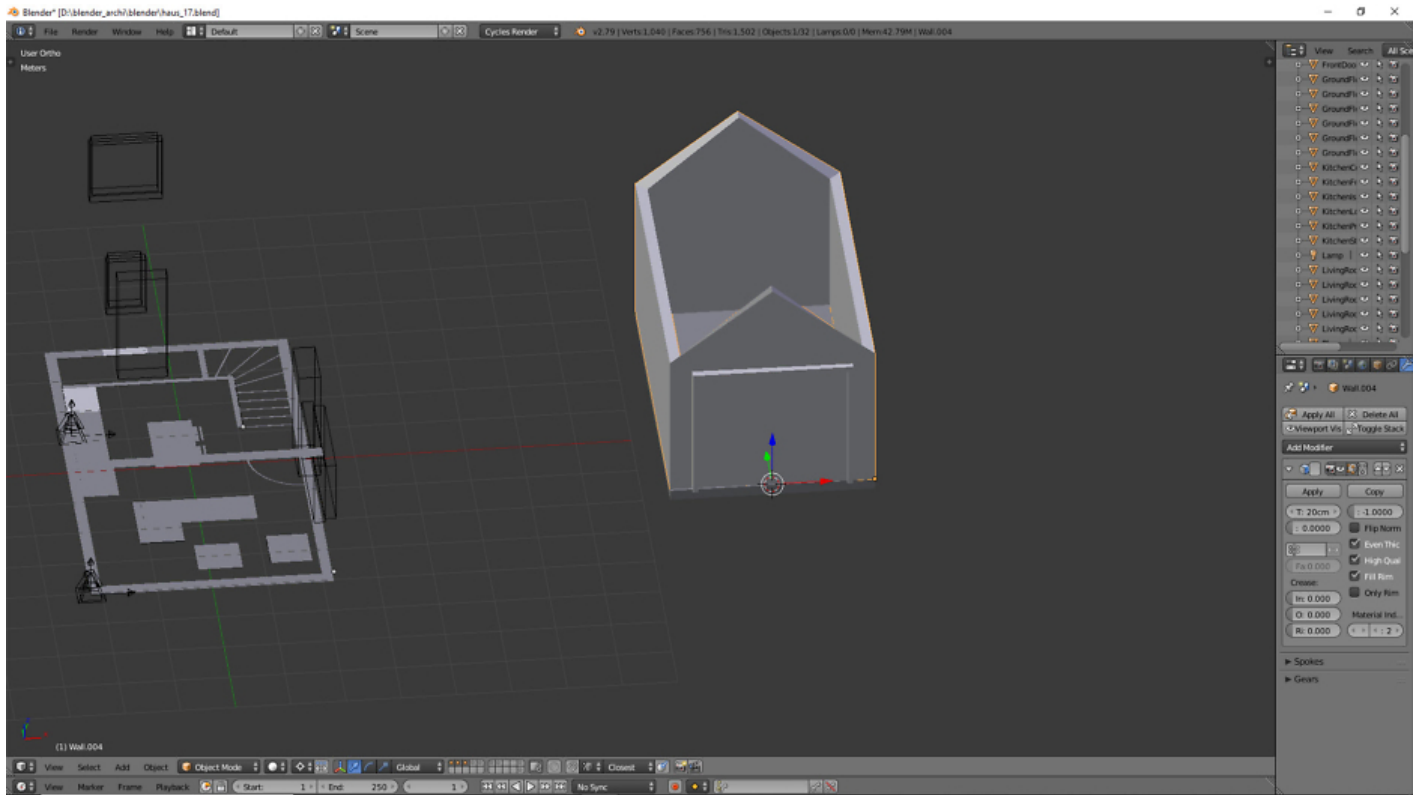 Blender* [D:\blender_archi\blender\haus_17.blend]
File Render Window Help Default Scene Cycles Render v2.79 | Verts:1,040 | Faces:756 | Tris:1,502 | Objects:1/32 | Lamps:0/0 | Mem:42.79M | Wall.004
User Ortho
Meters
View Search All Sce
FrontDoo
GroundFl
GroundFl
GroundFl
GroundFl
GroundFl
KitchenC
KitchenF
KitchenIs
KitchenL
KitchenP
KitchenSl
Lamp
LivingRoc
LivingRoc
LivingRoc
LivingRoc
LivingRoc
Wall.004
Apply All Delete All
Viewport Vis Toggle Stack
Add Modifier
Apply Copy
T: 20cm : -1.0000
: 0.0000 Flip Norm
Even Thic
High Qual
Fa:0.000
Fill Rim
Crease:
Only Rim
In: 0.000
O: 0.000 Material Ind...
Ri: 0.000 : 2
Spokes
Gears
(1) Wall.004
View Select Add Object Object Mode Global Closest
View Marker Frame Playback Start: 1 End: 250 1 No Sync